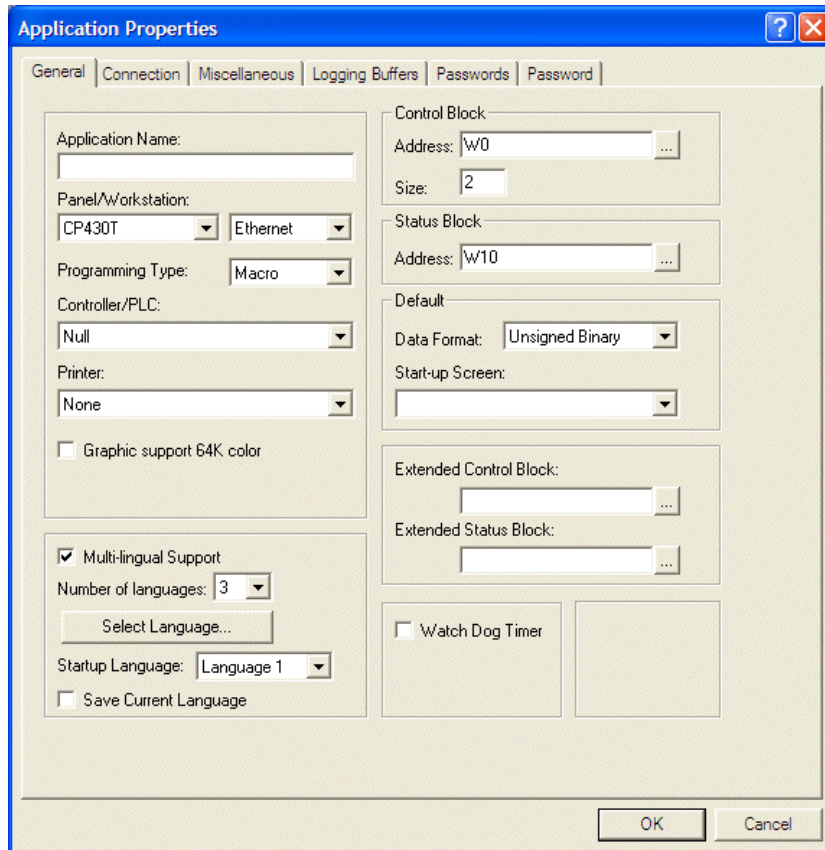 Application Properties
General Connection Miscellaneous Logging Buffers Passwords Password
Application Name:
Panel/Workstation:
CP430T Ethernet
Programming Type: Macro
Controller/PLC:
Null
Printer:
None
Graphic support 64K color
Multi-lingual Support
Number of languages: 3
Select Language...
Startup Language: Language 1
Save Current Language
Control Block
Address: W0 ...
Size: 2
Status Block
Address: W10 ...
Default
Data Format: Unsigned Binary
Start-up Screen:
Extended Control Block:
...
Extended Status Block:
...
Watch Dog Timer
OK Cancel